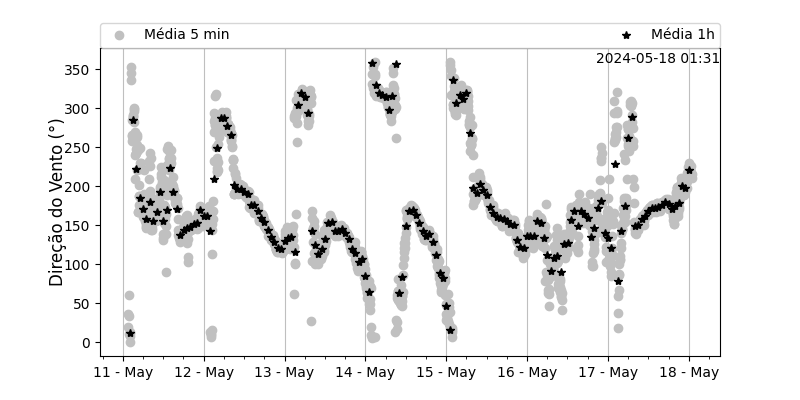 Média 5 min
Média 1h
2024-05-18 01:31
Direção do Vento (°)
350
300
250
200
150
100
50
0
11 - May
12 - May
13 - May
14 - May
15 - May
16 - May
17 - May
18 - May